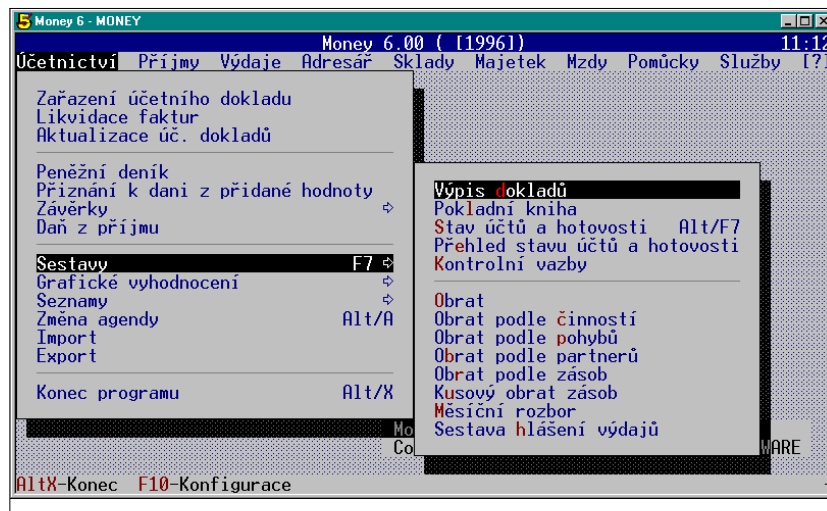 Money 6 - MONEY
Money 6.00 ( [1996]) 11:12
Účetnictví Příjmy Výdaje Adresář Sklady Majetek Mzdy Pomůcky Služby [?]
Zařazení účetního dokladu
Likvidace faktur
Aktualizace úč. dokladů
Peněžní deník
Přiznání k dani z přidané hodnoty
Závěrky
Daň z příjmu
Sestavy F7
Grafické vyhodnocení
Seznamy
Změna agendy Alt/A
Import
Export
Konec programu Alt/X
Výpis dokladů
Pokladní kniha
Stav účtů a hotovosti Alt/F7
Přehled stavu účtů a hotovosti
Kontrolní vazby
Obrat
Obrat podle činností
Obrat podle pohybů
Obrat podle partnerů
Obrat podle zásob
Kusový obrat zásob
Měsíční rozbor
Sestava hlášení výdajů
Mo
Co WARE
AltX-Konec F10-Konfigurace